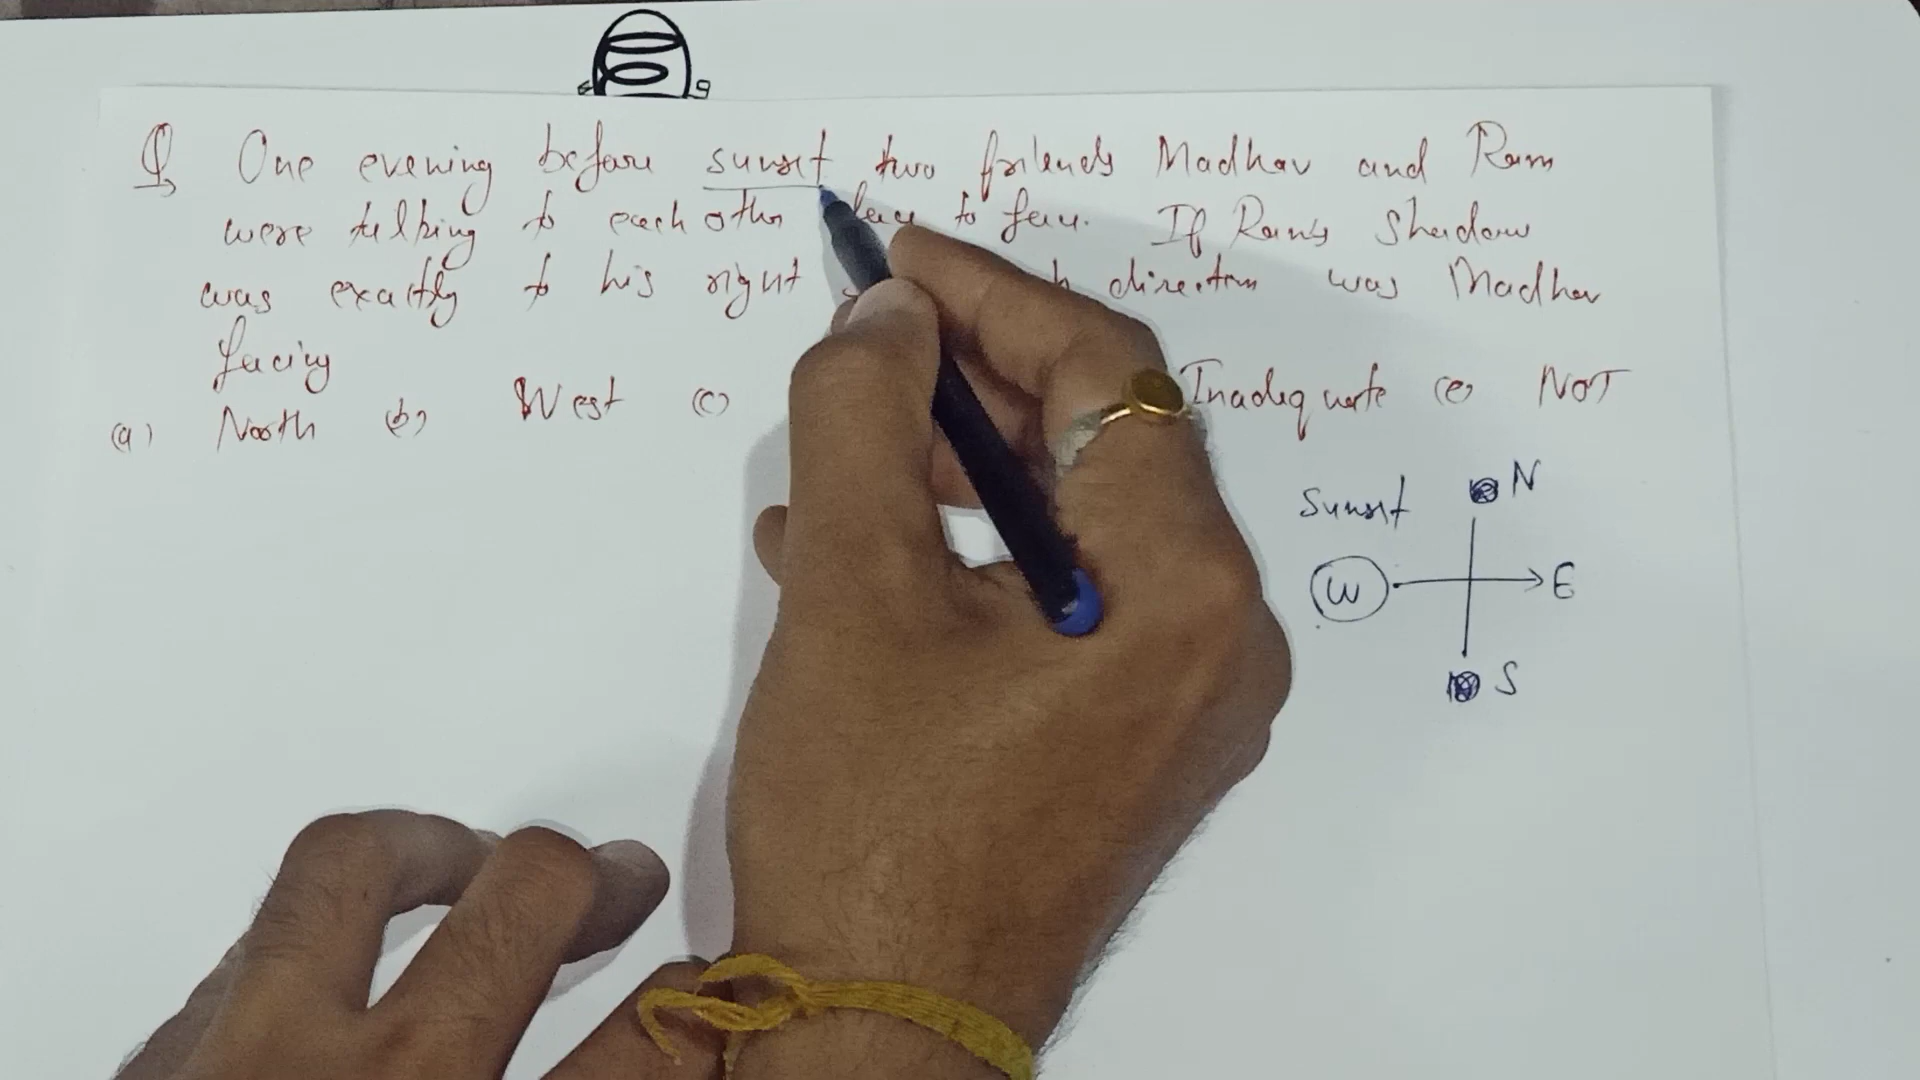 Q One evening before sunset two friends Madhav and Ram
were talking to each other face to face. If Ram's Shadow
was exactly to his right direction was Madhav
facing
(a) North (b) West (c) Inadequate (e) NOT
Sunset N
W E
S